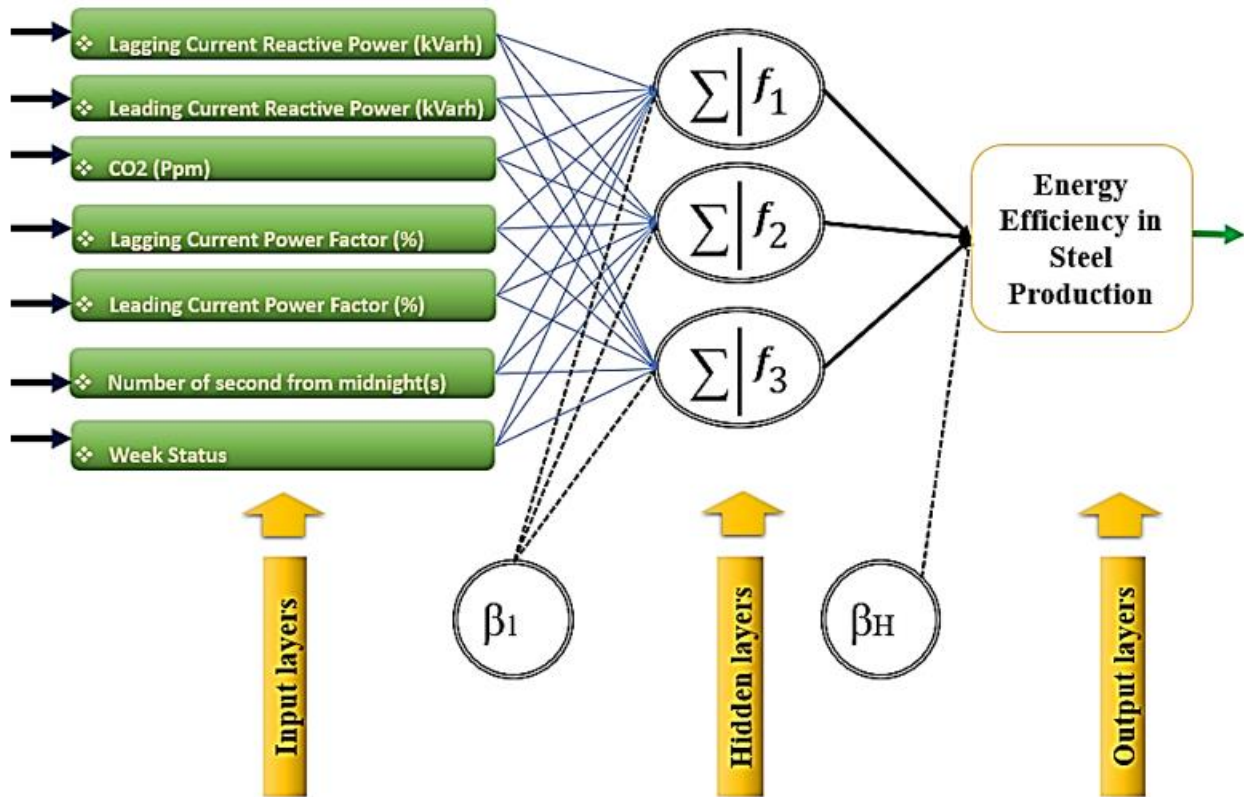 ❖ Lagging Current Reactive Power (kVarh)
❖ Leading Current Reactive Power (kVarh)
❖ CO2 (Ppm)
❖ Lagging Current Power Factor (%)
❖ Leading Current Power Factor (%)
❖ Number of second from midnight(s)
❖ Week Status
∑ | f₁
∑ | f₂
∑ | f₃
Energy
Efficiency in
Steel
Production
β₁
βH
Input layers
Hidden layers
Output layers